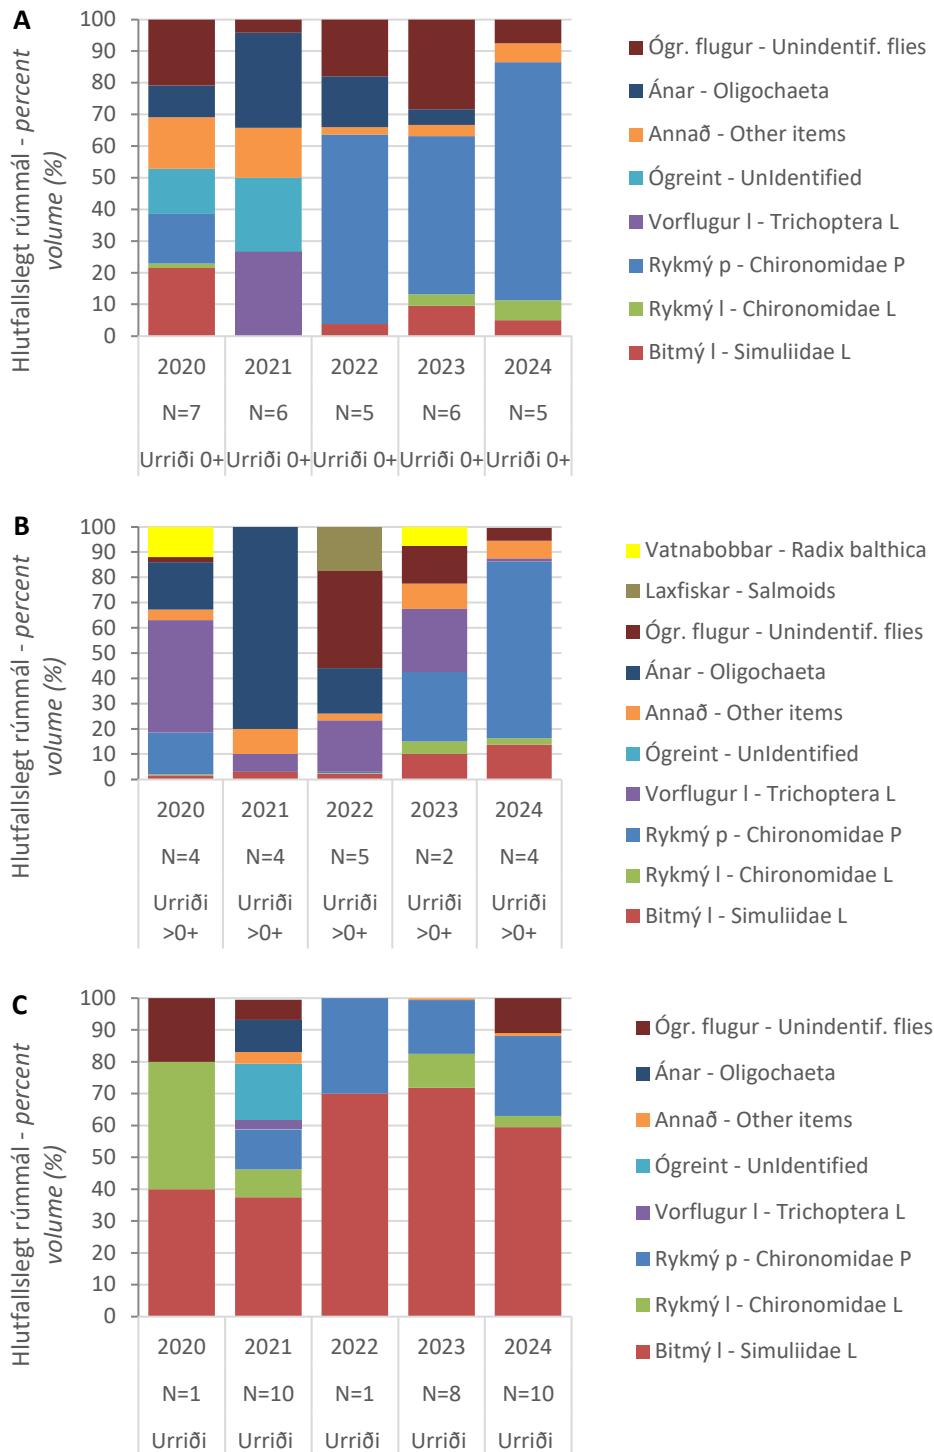 A
Hlutfallslegt rúmmál - percent
volume (%)
100
90
80
70
60
50
40
30
20
10
0
2020 2021 2022 2023 2024
N=7 N=6 N=5 N=6 N=5
Urriði 0+ Urriði 0+ Urriði 0+ Urriði 0+ Urriði 0+
Ógr. flugur - Unindentif. flies
Ánar - Oligochaeta
Annað - Other items
Ógreint - UnIdentified
Vorflugur l - Trichoptera L
Rykmý p - Chironomidae P
Rykmý l - Chironomidae L
Bitmý l - Simuliidae L
B
Hlutfallslegt rúmmál - percent
volume (%)
100
90
80
70
60
50
40
30
20
10
0
2020 2021 2022 2023 2024
N=4 N=4 N=5 N=2 N=4
Urriði Urriði Urriði Urriði Urriði
>0+ >0+ >0+ >0+ >0+
Vatnabobbar - Radix balthica
Laxfiskar - Salmoids
Ógr. flugur - Unindentif. flies
Ánar - Oligochaeta
Annað - Other items
Ógreint - UnIdentified
Vorflugur l - Trichoptera L
Rykmý p - Chironomidae P
Rykmý l - Chironomidae L
Bitmý l - Simuliidae L
C
Hlutfallslegt rúmmál - percent
volume (%)
100
90
80
70
60
50
40
30
20
10
0
2020 2021 2022 2023 2024
N=1 N=10 N=1 N=8 N=10
Urriði Urriði Urriði Urriði Urriði
Ógr. flugur - Unindentif. flies
Ánar - Oligochaeta
Annað - Other items
Ógreint - UnIdentified
Vorflugur l - Trichoptera L
Rykmý p - Chironomidae P
Rykmý l - Chironomidae L
Bitmý l - Simuliidae L